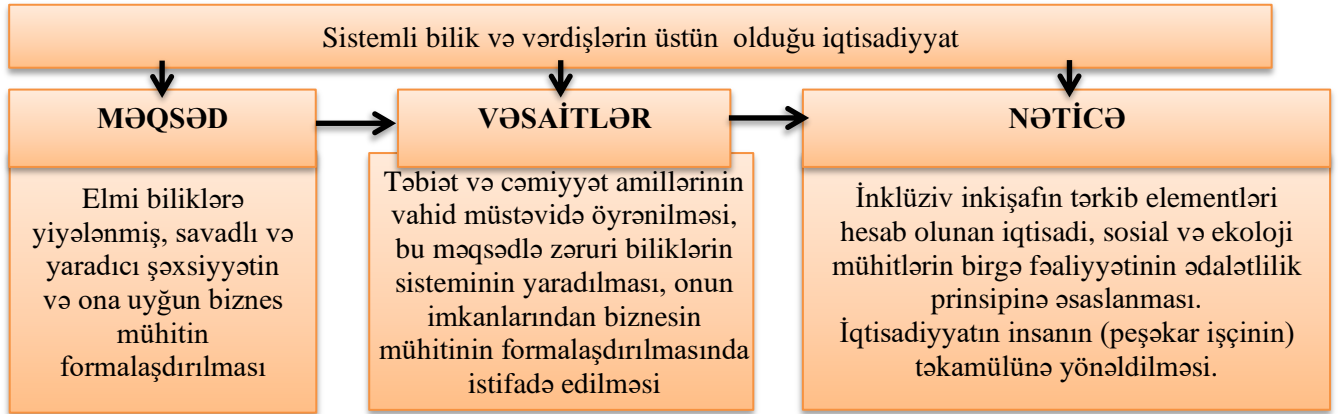 Sistemli bilik və vərdişlərin üstün olduğu iqtisadiyyat
MƏQSƏD
Elmi biliklərə
yiyələnmiş, savadlı və
yaradıcı şəxsiyyətin
və ona uyğun biznes
mühitin
formalaşdırılması
VƏSAİTLƏR
Təbiət və cəmiyyət amillərinin
vahid müstəvidə öyrənilməsi,
bu məqsədlə zəruri biliklərin
sisteminin yaradılması, onun
imkanlarından biznesin
mühitinin formalaşdırılmasında
istifadə edilməsi
NƏTİCƏ
İnklüziv inkişafın tərkib elementləri
hesab olunan iqtisadi, sosial və ekoloji
mühitlərin birgə fəaliyyətinin ədalətlilik
prinsipinə əsaslanması.
İqtisadiyyatın insanın (peşəkar işçinin)
təkamülünə yönəldilməsi.